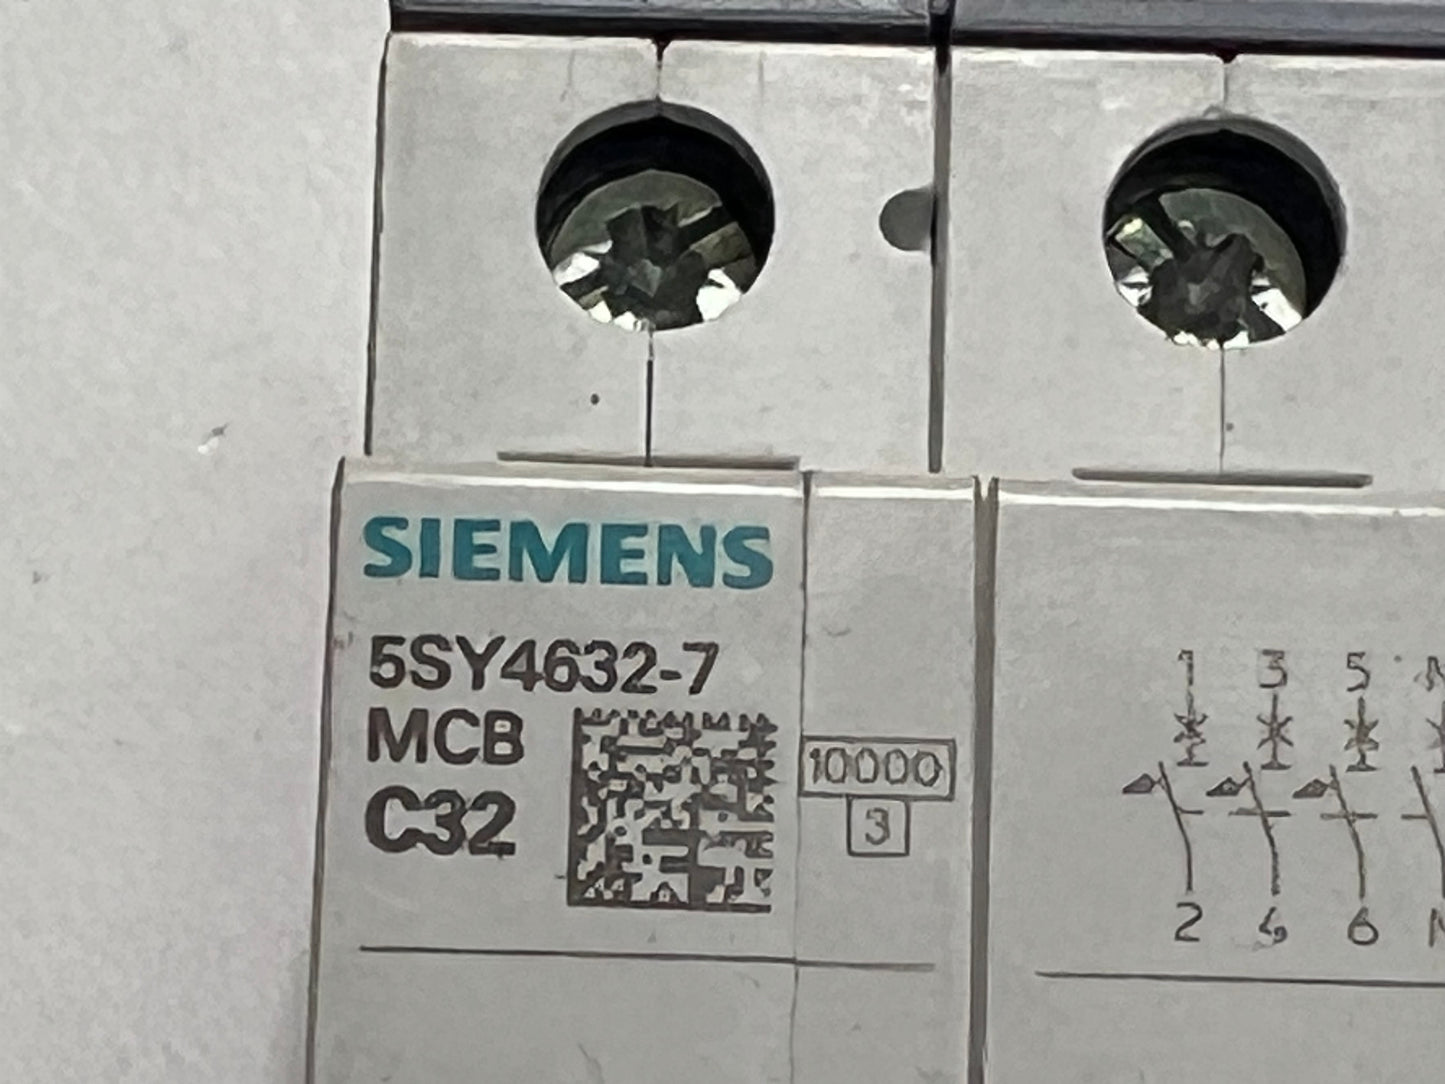 SIEMENS
5SY4632-7
MCB
C32
10000
3
1 3 5 N
2 4 6 N